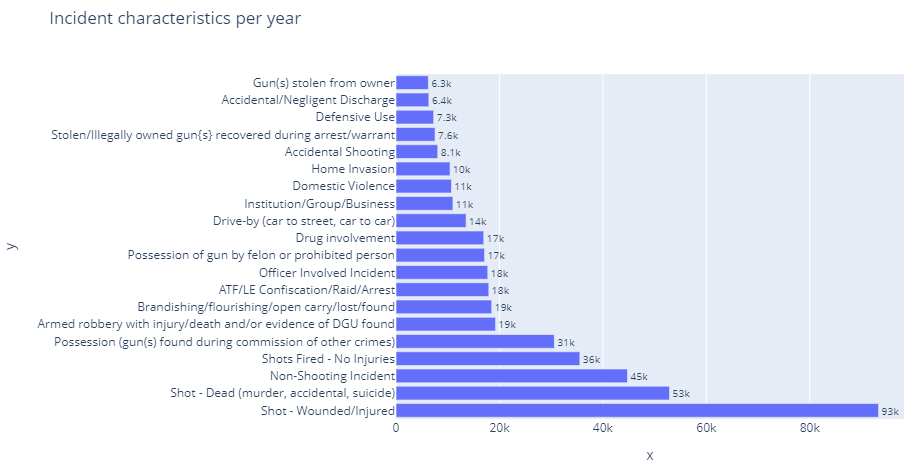 Incident characteristics per year
Gun(s) stolen from owner 6.3k
Accidental/Negligent Discharge 6.4k
Defensive Use 7.3k
Stolen/Illegally owned gun{s} recovered during arrest/warrant 7.6k
Accidental Shooting 8.1k
Home Invasion 10k
Domestic Violence 11k
Institution/Group/Business 11k
Drive-by (car to street, car to car) 14k
Drug involvement 17k
Possession of gun by felon or prohibited person 17k
Officer Involved Incident 18k
ATF/LE Confiscation/Raid/Arrest 18k
y
Brandishing/flourishing/open carry/lost/found 19k
Armed robbery with injury/death and/or evidence of DGU found 19k
Possession (gun(s) found during commission of other crimes) 31k
Shots Fired - No Injuries 36k
Non-Shooting Incident 45k
Shot - Dead (murder, accidental, suicide) 53k
Shot - Wounded/Injured 93k
0 20k 40k 60k 80k
x